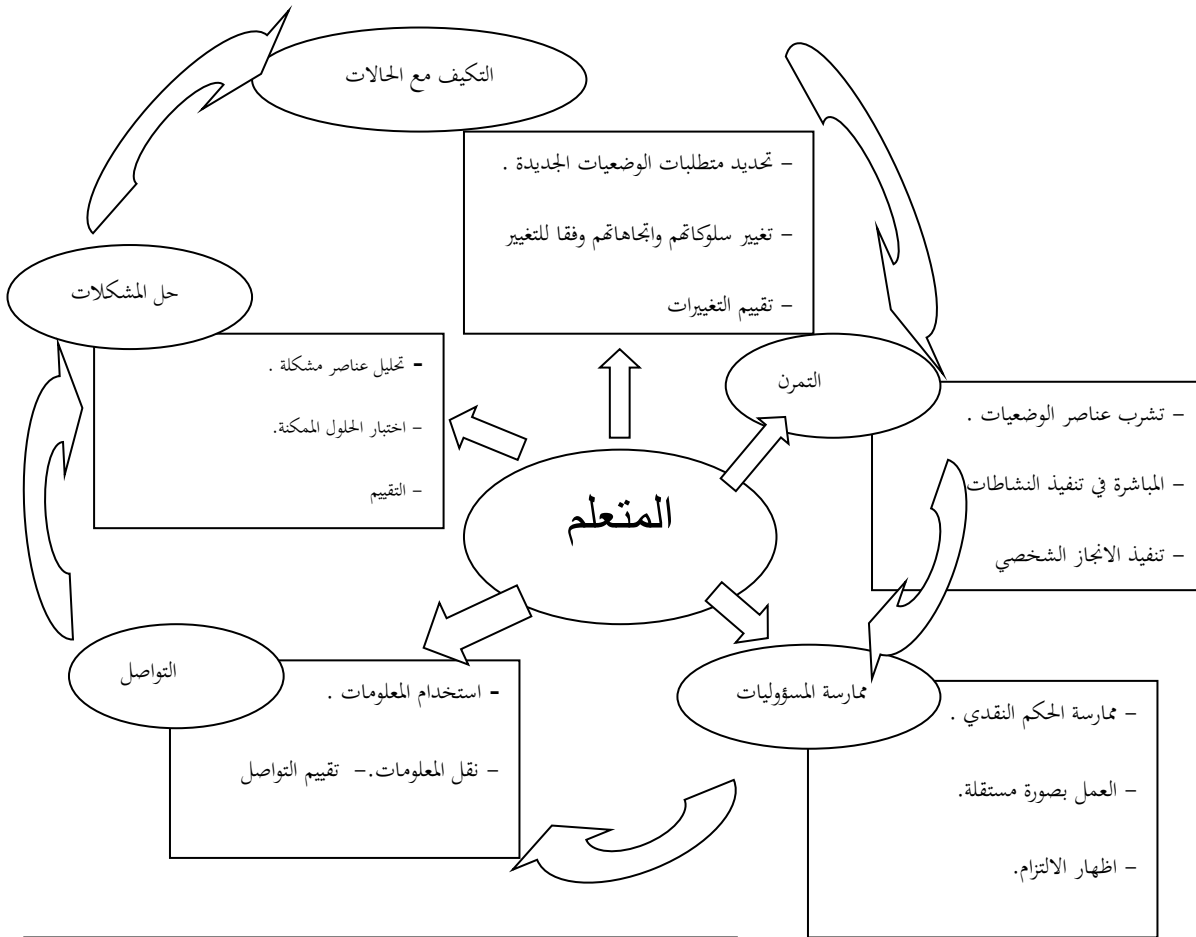 التكيف مع الحالات
– تحديد متطلبات الوضعيات الجديدة .
– تغيير سلوكاتهم واتجاهاتهم وفقا للتغيير
– تقييم التغييرات
حل المشكلات
- تحليل عناصر مشكلة .
– اختبار الحلول الممكنة.
– التقييم
التمرن
– تشرب عناصر الوضعيات .
– المباشرة في تنفيذ النشاطات
– تنفيذ الانجاز الشخصي
المتعلم
التواصل
- استخدام المعلومات .
– نقل المعلومات.– تقييم التواصل
ممارسة المسؤوليات
– ممارسة الحكم النقدي .
– العمل بصورة مستقلة.
– اظهار الالتزام.